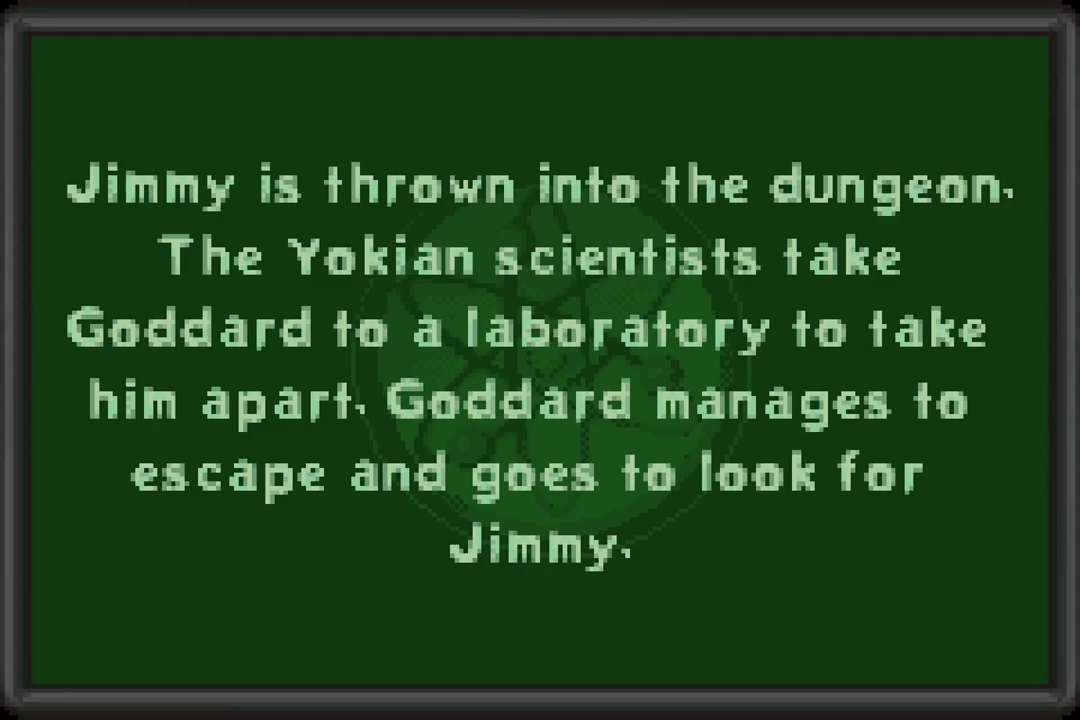 Jimmy is thrown into the dungeon.
The Yokian scientists take
Goddard to a laboratory to take
him apart. Goddard manages to
escape and goes to look for
Jimmy.